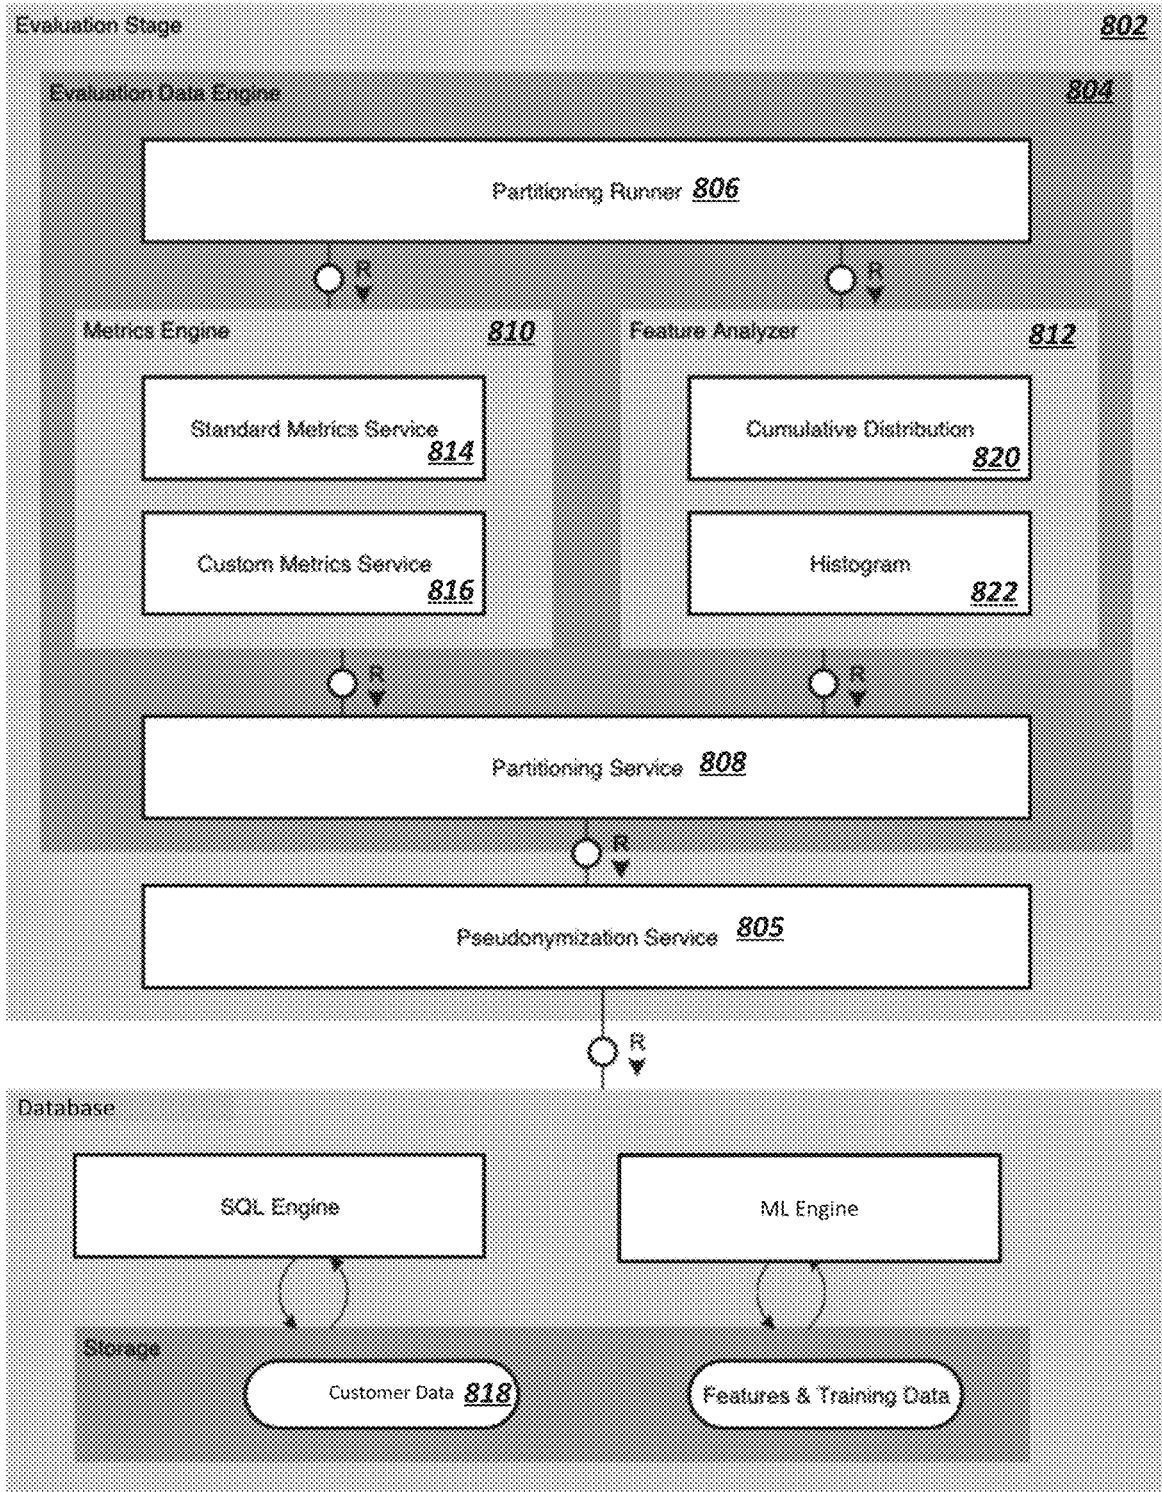 Evaluation Stage 802
Evaluation Data Engine 804
Partitioning Runner 806
R R
Metrics Engine 810
Feature Analyzer 812
Standard Metrics Service
814
Cumulative Distribution
820
Custom Metrics Service
816
Histogram
822
R R
Partitioning Service 808
R
Pseudonymization Service 805
R
Database
SQL Engine
ML Engine
Storage
Customer Data 818
Features & Training Data